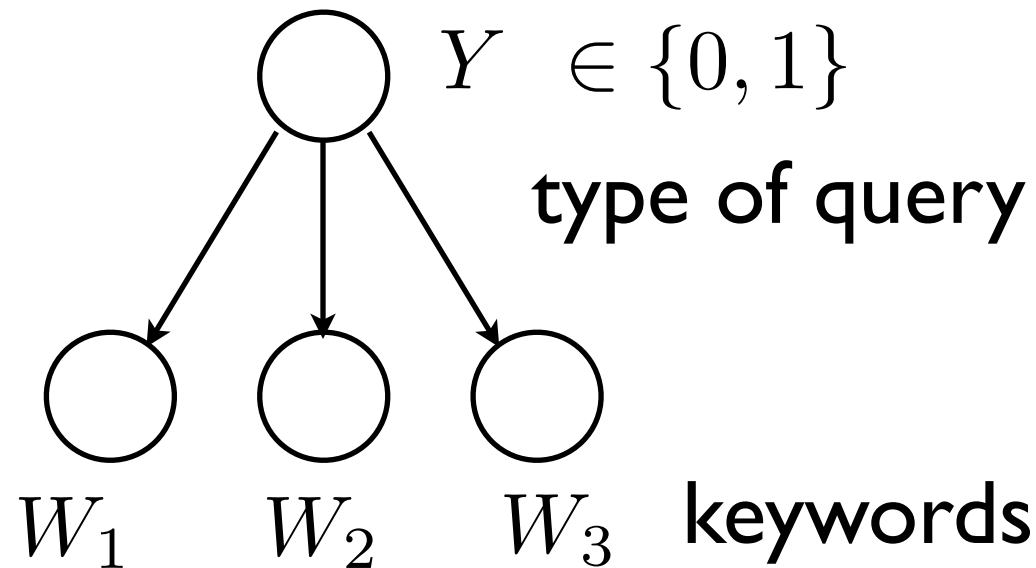 Y ∈ {0, 1}
type of query
W₁ W₂ W₃ keywords